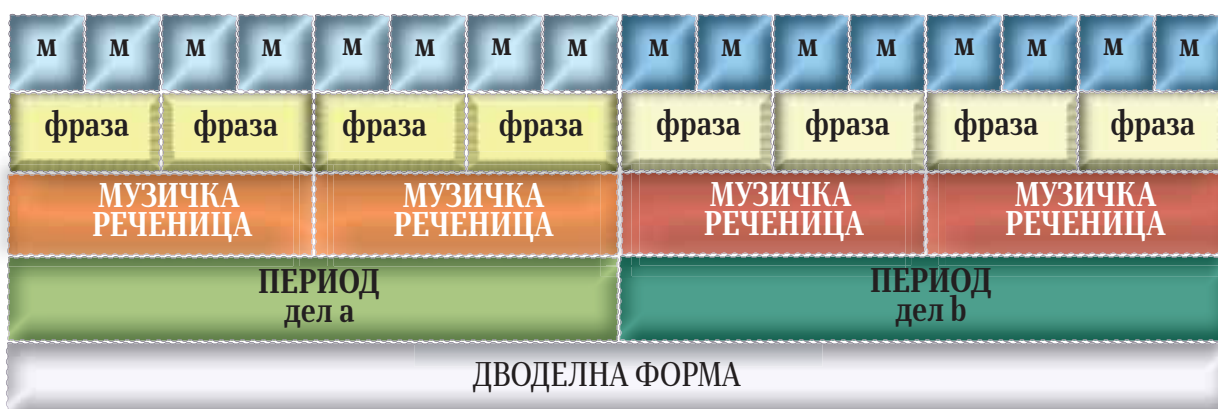 м м м м м м м м м м м м м м м м
фраза фраза фраза фраза фраза фраза фраза фраза
МУЗИЧКА МУЗИЧКА МУЗИЧКА МУЗИЧКА
РЕЧЕНИЦА РЕЧЕНИЦА РЕЧЕНИЦА РЕЧЕНИЦА
ПЕРИОД ПЕРИОД
дел а дел b
ДВОДЕЛНА ФОРМА